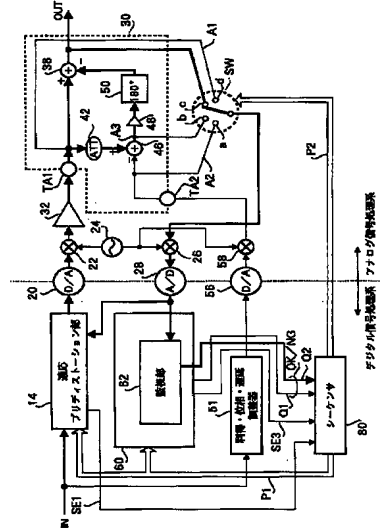 OUT
30
A1
38
+
+
-
180°
50
d
SW
c
b
a
42
ATT
A3
48
+
-
46
A2
TA1
TA2
P2
32
22
24
26
58
20
D/A
28
A/D
56
D/A
アナログ信号処理系
デジタル信号処理系
14
適応
プリディストーション部
52
監視部
60
51
利得・位相・遅延
調整器
OK
NG
Q1
Q2
SE3
シーケンサ
80
IN
SE1
P1